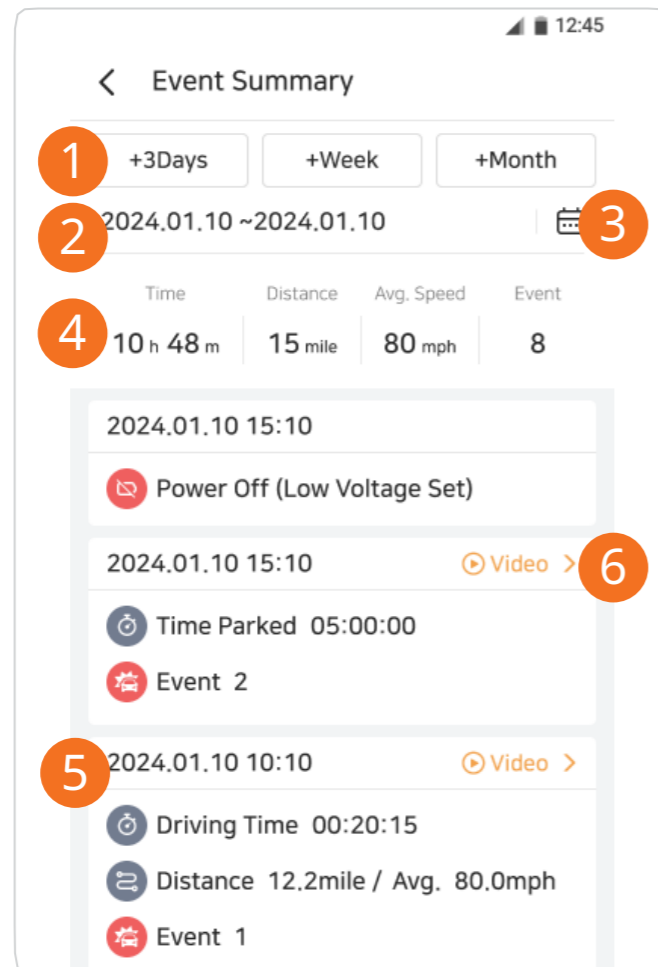 12:45
Event Summary
1 +3Days +Week +Month
2 2024.01.10 ~2024.01.10 3
Time Distance Avg. Speed Event
4 10 h 48 m 15 mile 80 mph 8
2024.01.10 15:10
Power Off (Low Voltage Set)
2024.01.10 15:10 Video 6
Time Parked 05:00:00
Event 2
5 2024.01.10 10:10 Video
Driving Time 00:20:15
Distance 12.2mile / Avg. 80.0mph
Event 1